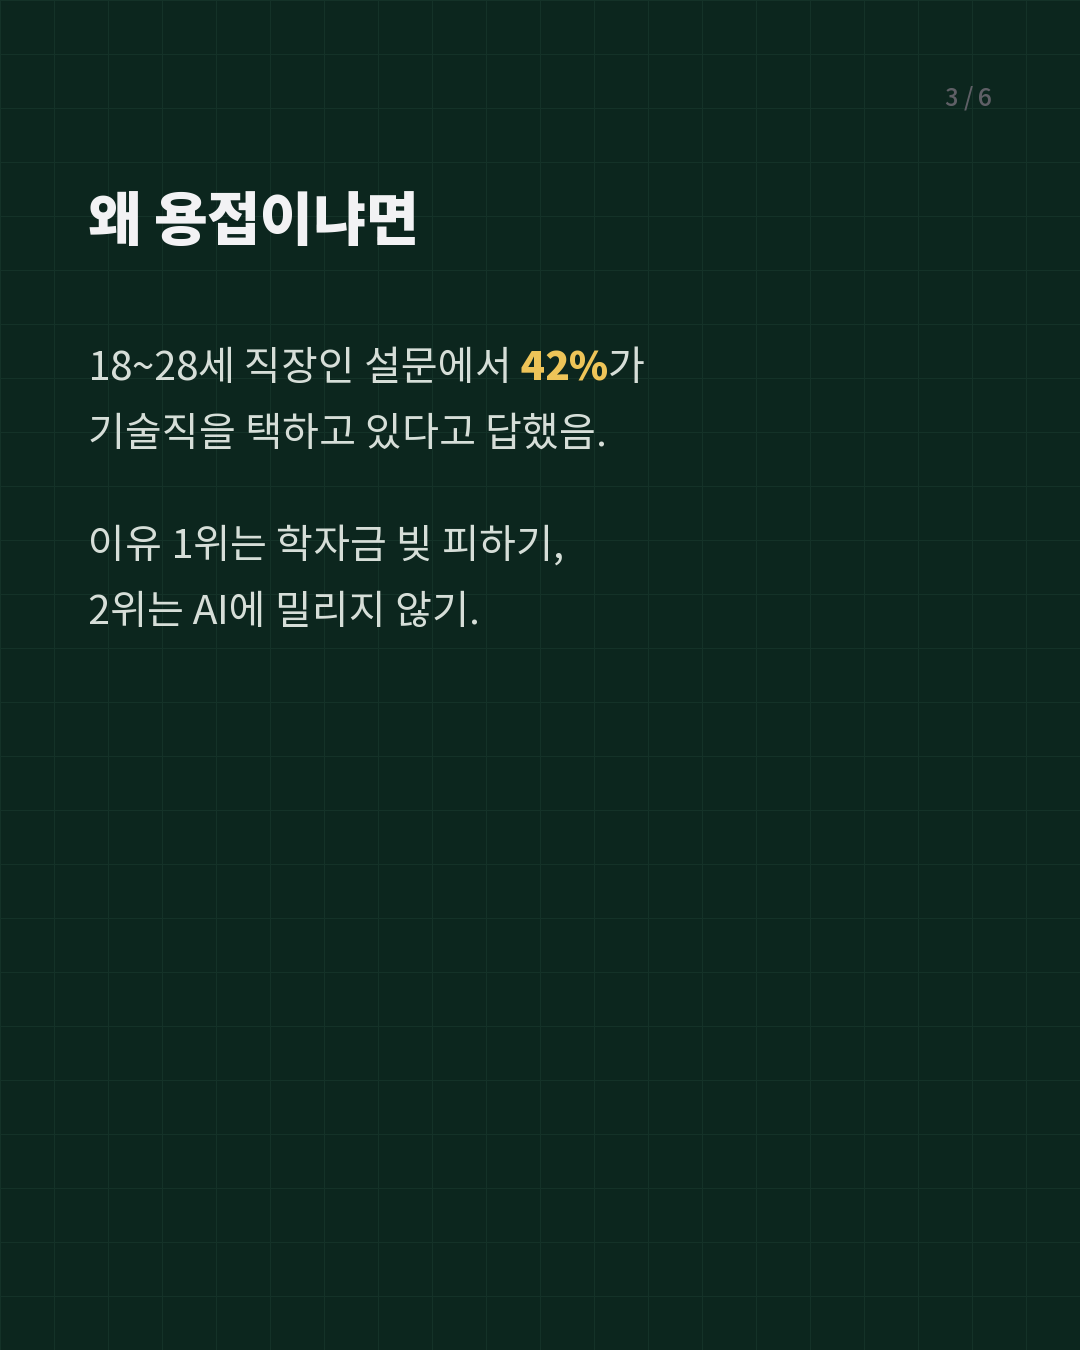 3 / 6
왜 용접이냐면
18~28세 직장인 설문에서 42%가
기술직을 택하고 있다고 답했음.
이유 1위는 학자금 빚 피하기,
2위는 AI에 밀리지 않기.